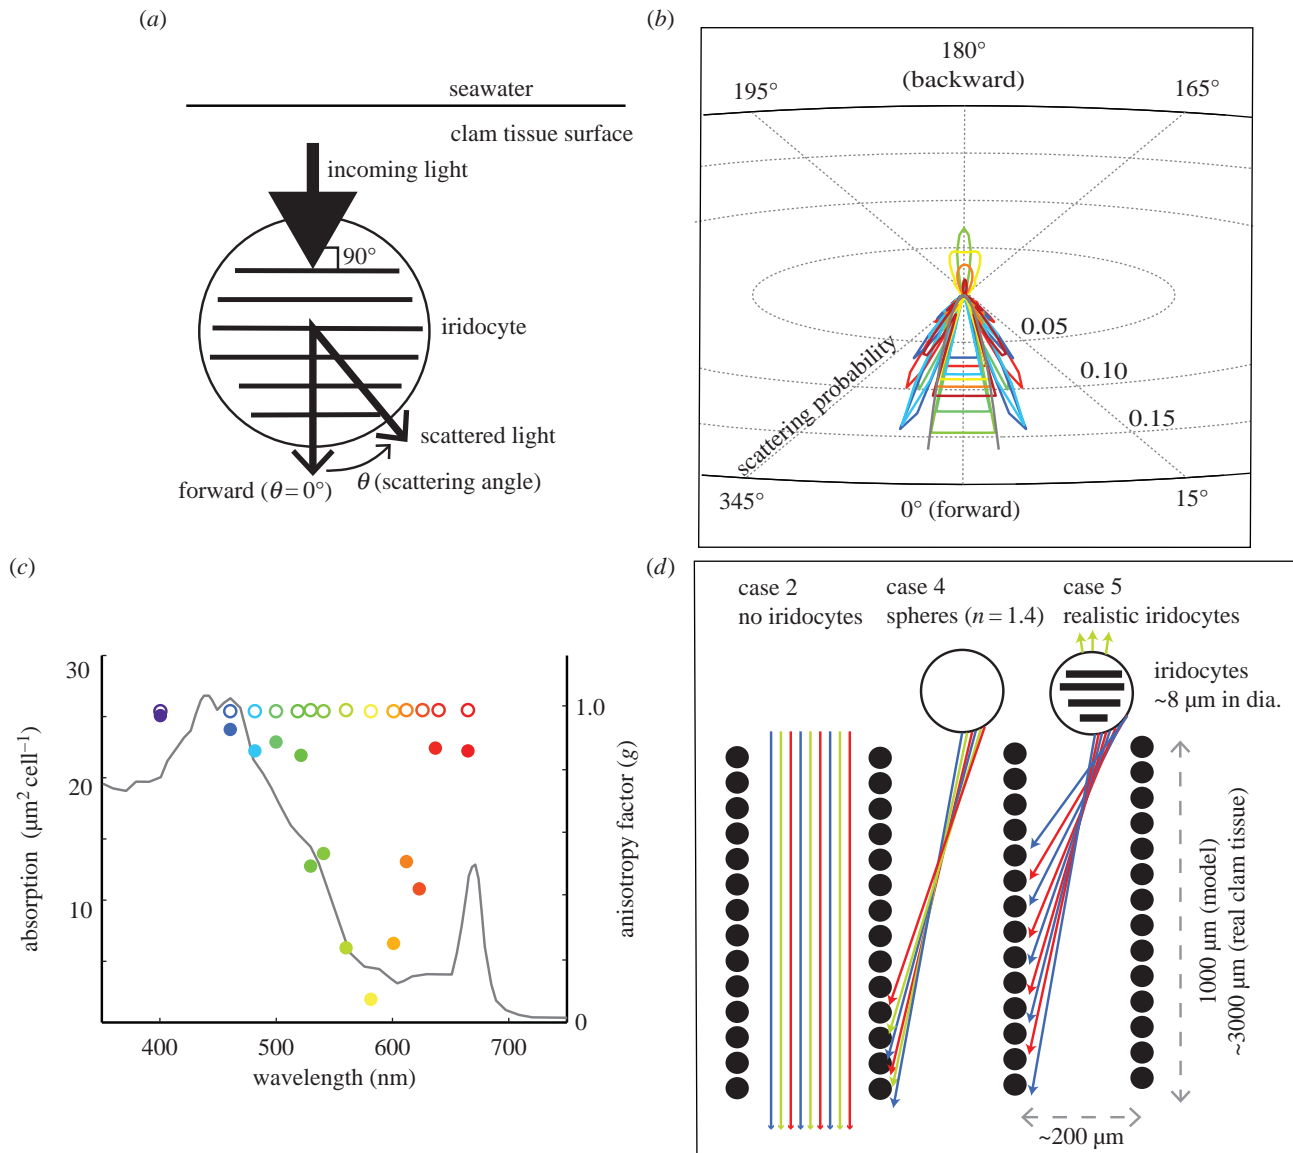 (a)
seawater
clam tissue surface
incoming light
90°
iridocyte
scattered light
forward (θ = 0°)
θ (scattering angle)
(b)
180°
(backward)
195°
165°
0.05
0.10
0.15
scattering probability
345°
0° (forward)
15°
(c)
30
20
10
absorption (µm² cell⁻¹)
1.0
0
anisotropy factor (g)
400
500
600
700
wavelength (nm)
(d)
case 2
no iridocytes
case 4
spheres (n = 1.4)
case 5
realistic iridocytes
iridocytes
~8 µm in dia.
1000 µm (model)
~3000 µm (real clam tissue)
~200 µm